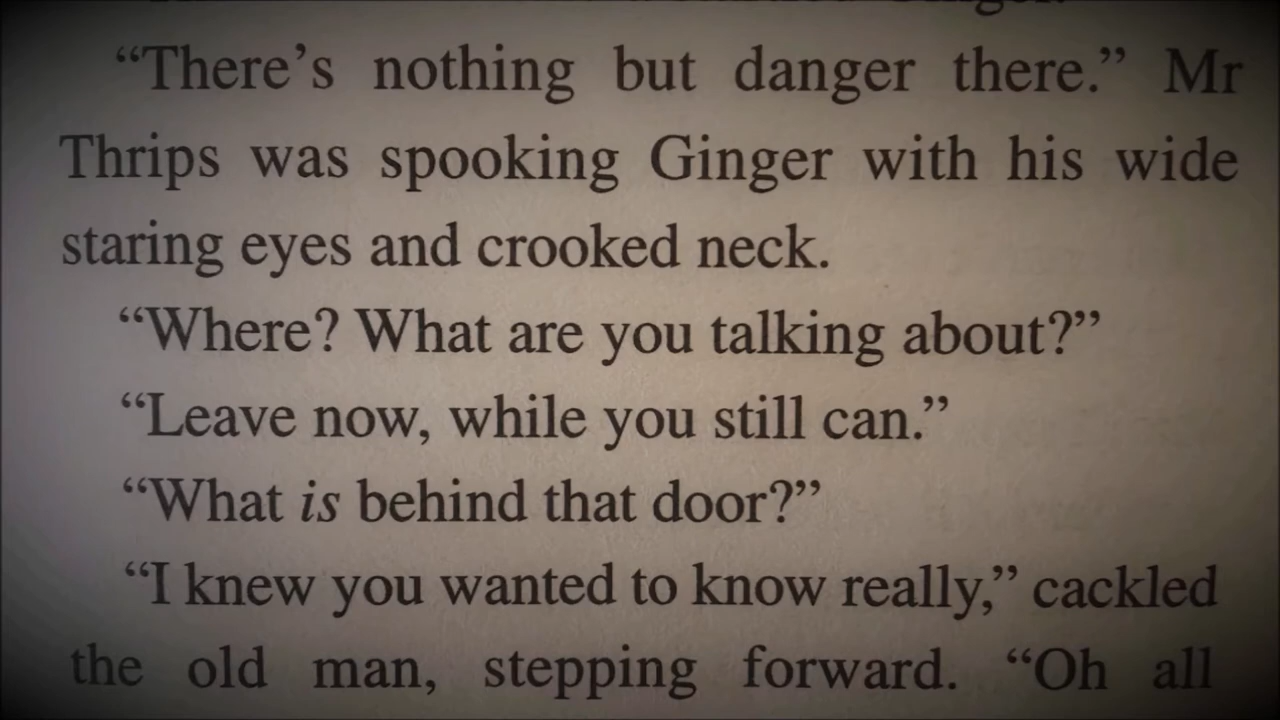 “There’s nothing but danger there.” Mr
Thrips was spooking Ginger with his wide
staring eyes and crooked neck.
“Where? What are you talking about?”
“Leave now, while you still can.”
“What is behind that door?”
“I knew you wanted to know really,” cackled
the old man, stepping forward. “Oh all